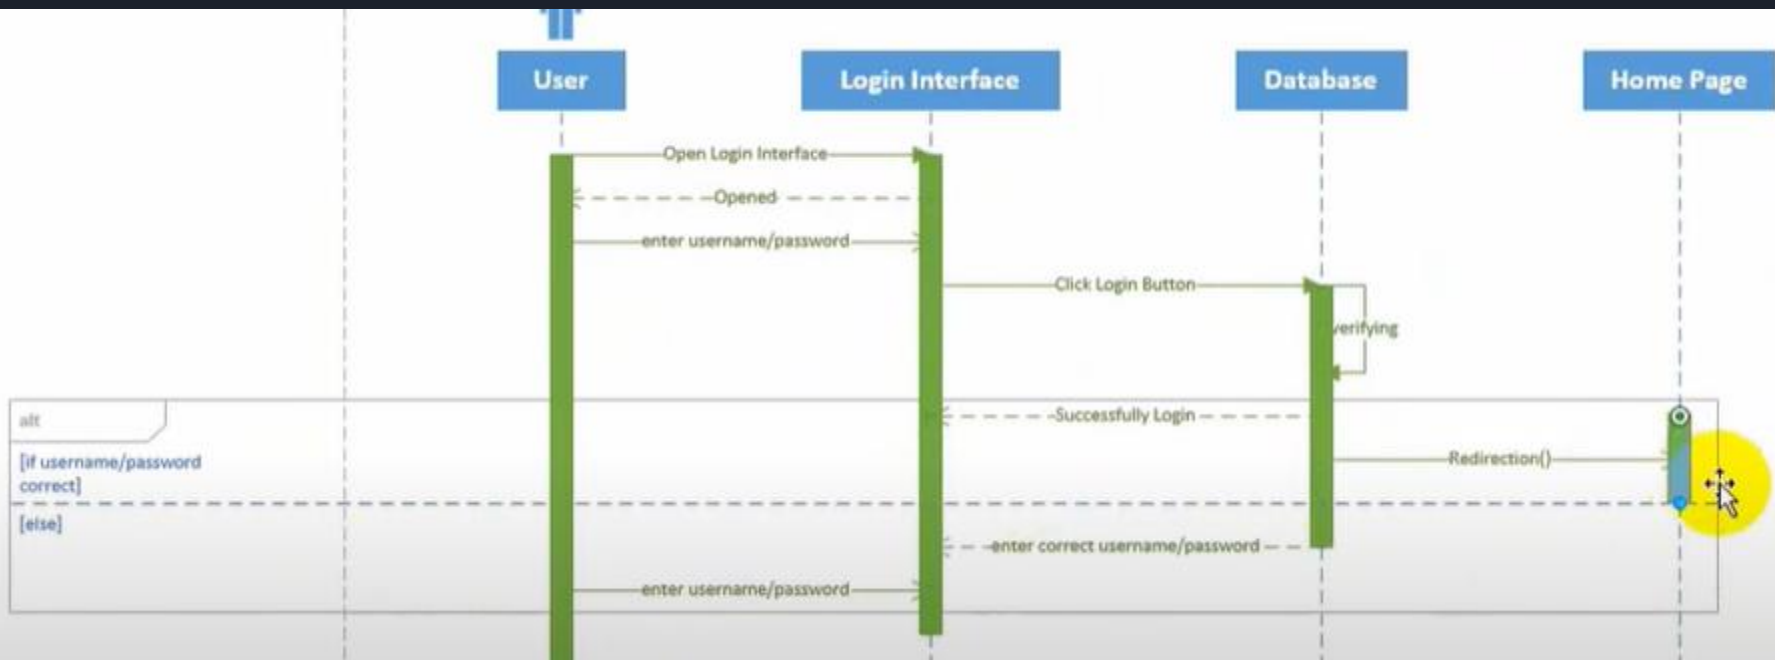 User
Login Interface
Database
Home Page
Open Login Interface
Opened
enter username/password
Click Login Button
verifying
alt
Successfully Login
[if username/password
correct]
Redirection()
[else]
enter correct username/password
enter username/password